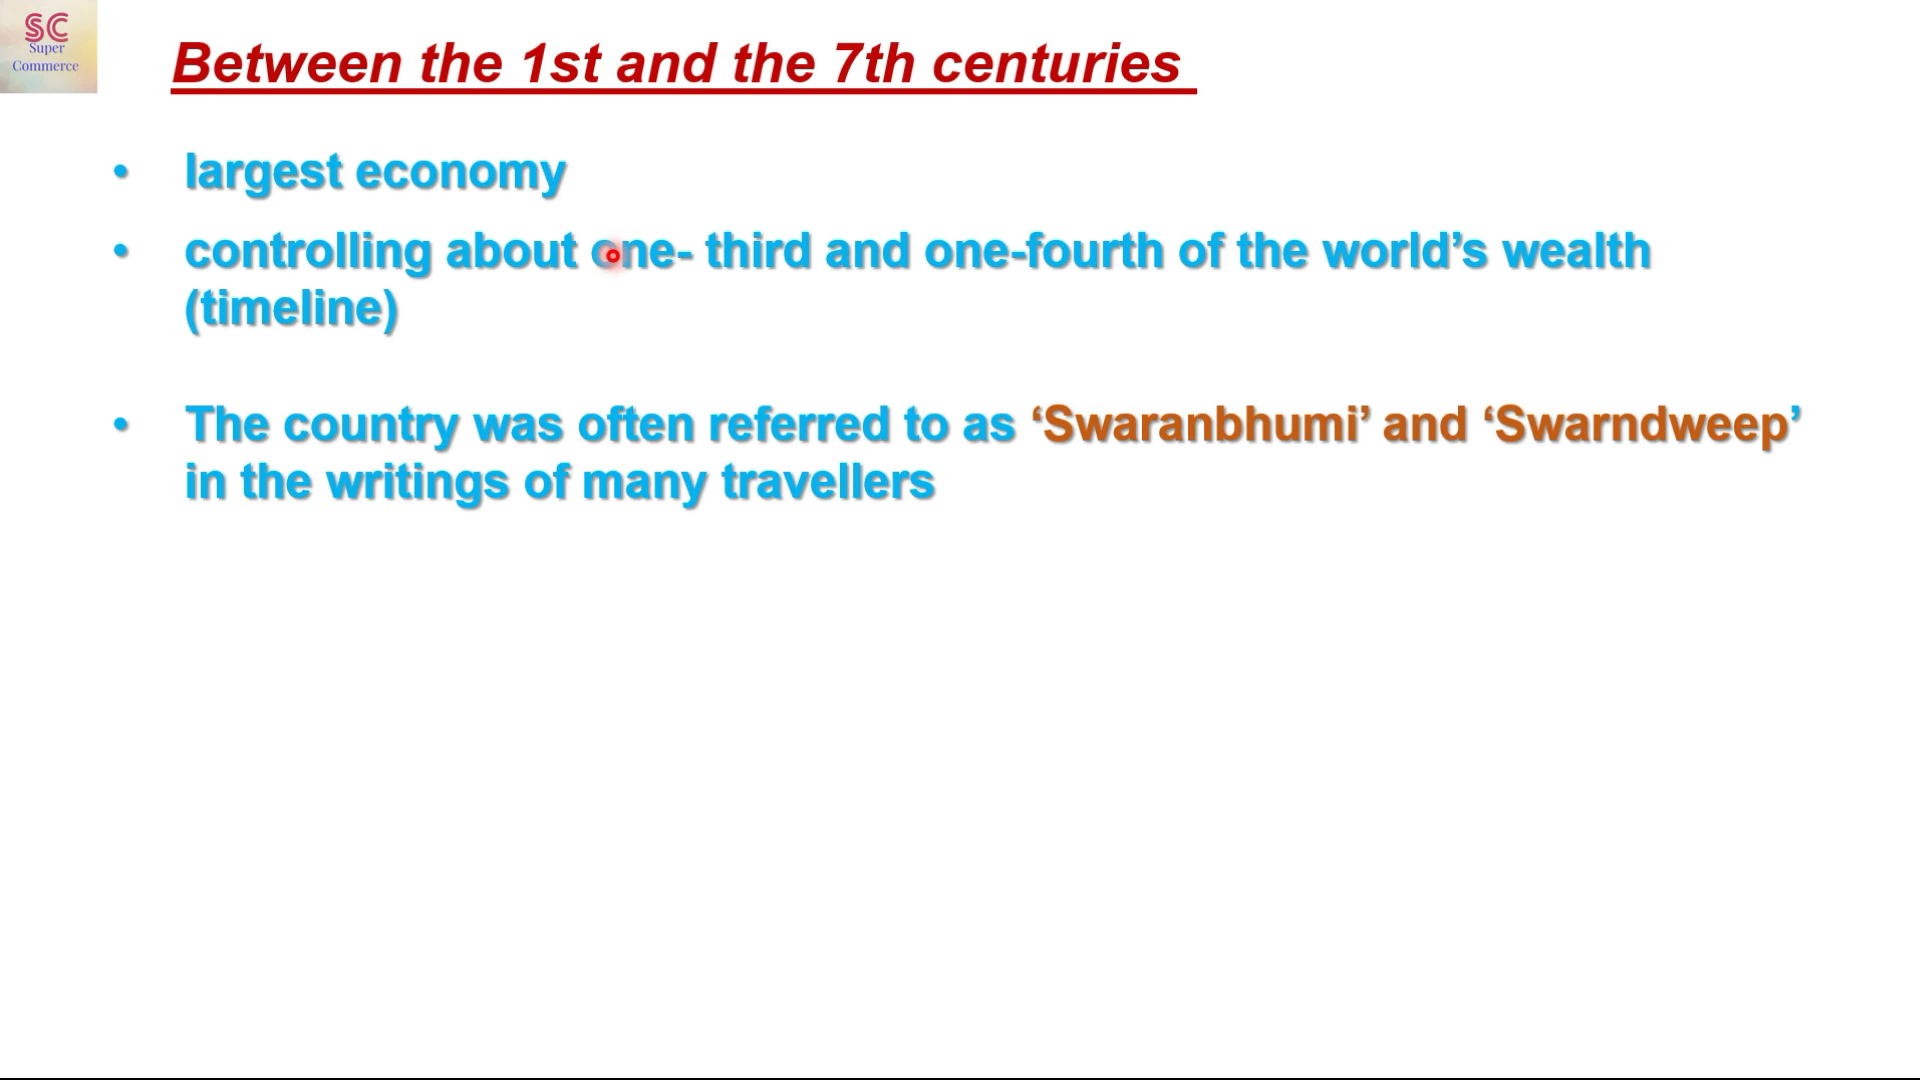 SC
Super
Commerce
Between the 1st and the 7th centuries
• largest economy
• controlling about one- third and one-fourth of the world’s wealth
(timeline)
• The country was often referred to as ‘Swaranbhumi’ and ‘Swarndweep’
in the writings of many travellers